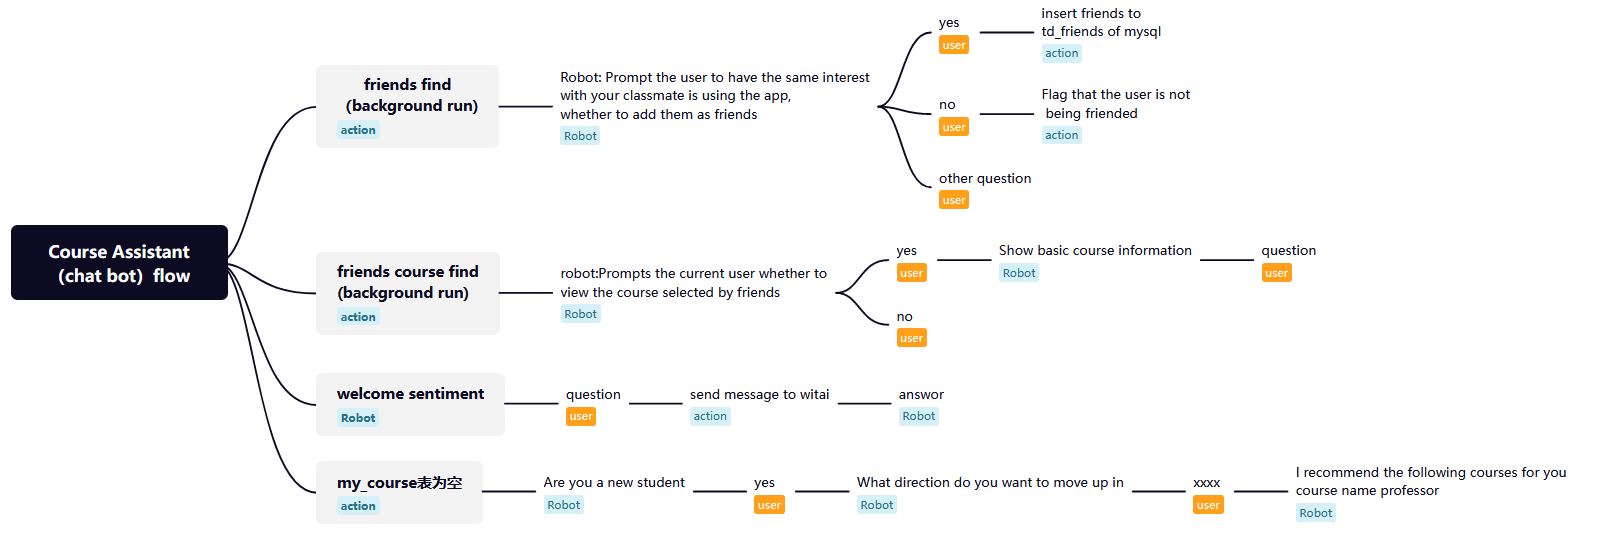 Course Assistant
(chat bot) flow
friends find
(background run)
action
Robot: Prompt the user to have the same interest
with your classmate is using the app,
whether to add them as friends
Robot
yes
user
insert friends to
td_friends of mysql
action
no
user
Flag that the user is not
being friended
action
other question
user
friends course find
(background run)
action
robot:Prompts the current user whether to
view the course selected by friends
Robot
yes
user
Show basic course information
Robot
question
user
no
user
welcome sentiment
Robot
question
user
send message to witai
action
answor
Robot
my_course表为空
action
Are you a new student
Robot
yes
user
What direction do you want to move up in
Robot
xxxx
user
I recommend the following courses for you
course name professor
Robot